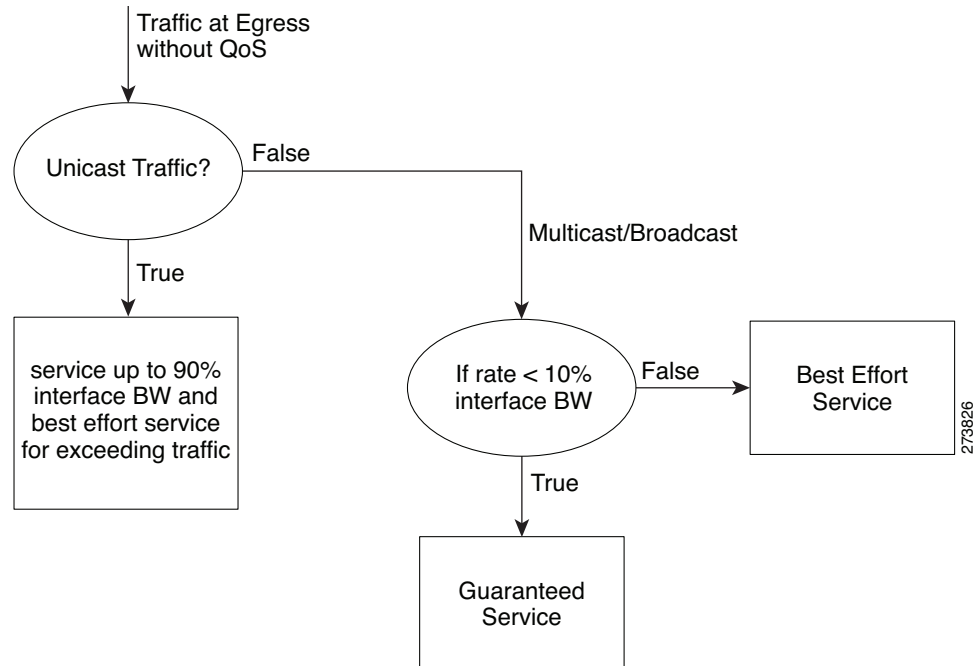 Traffic at Egress
without QoS
Unicast Traffic?
False
Multicast/Broadcast
True
service up to 90%
interface BW and
best effort service
for exceeding traffic
If rate < 10%
interface BW
False
Best Effort
Service
True
Guaranteed
Service
273826